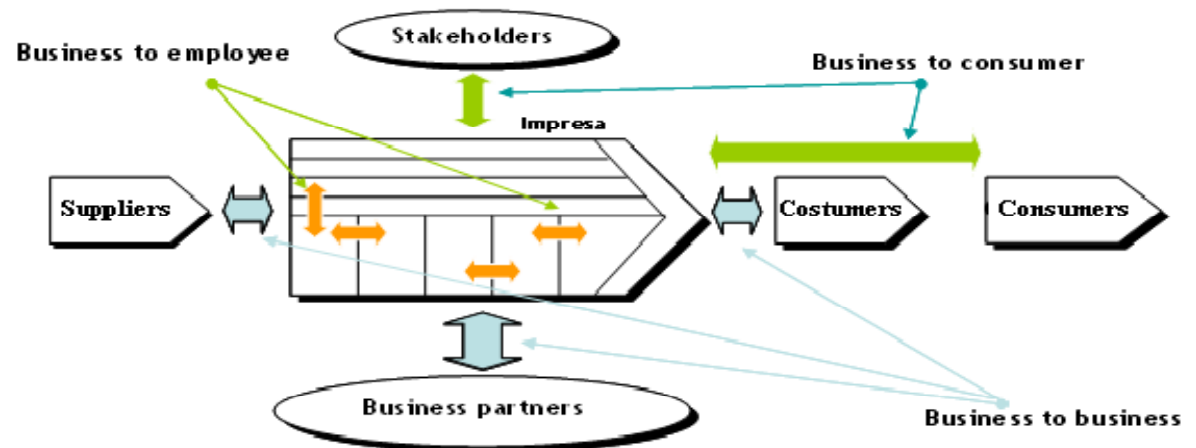 Stakeholders
Business to employee
Business to consumer
Impresa
Suppliers
Costumers
Consumers
Business partners
Business to business